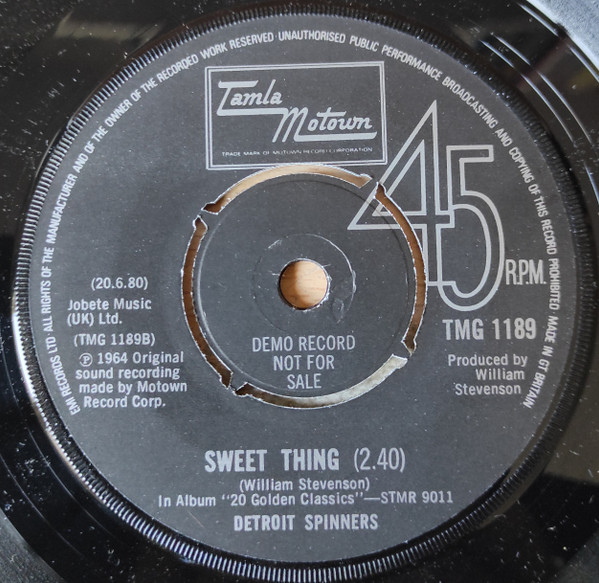 EMI RECORDS LTD ALL RIGHTS OF THE MANUFACTURER AND OF THE OWNER OF THE RECORDED WORK RESERVED UNAUTHORISED PUBLIC PERFORMANCE BROADCASTING AND COPYING OF THIS RECORD PROHIBITED MADE IN GT BRITAIN
Tamla
Motown
TRADE MARK OF MOTOWN RECORD CORPORATION
45
R.P.M.
(20.6.80)
Jobete Music
(UK) Ltd.
(TMG 1189B)
Ⓟ 1964 Original
sound recording
made by Motown
Record Corp.
DEMO RECORD
NOT FOR
SALE
TMG 1189
Produced by
William
Stevenson
SWEET THING (2.40)
(William Stevenson)
In Album "20 Golden Classics"—STMR 9011
DETROIT SPINNERS